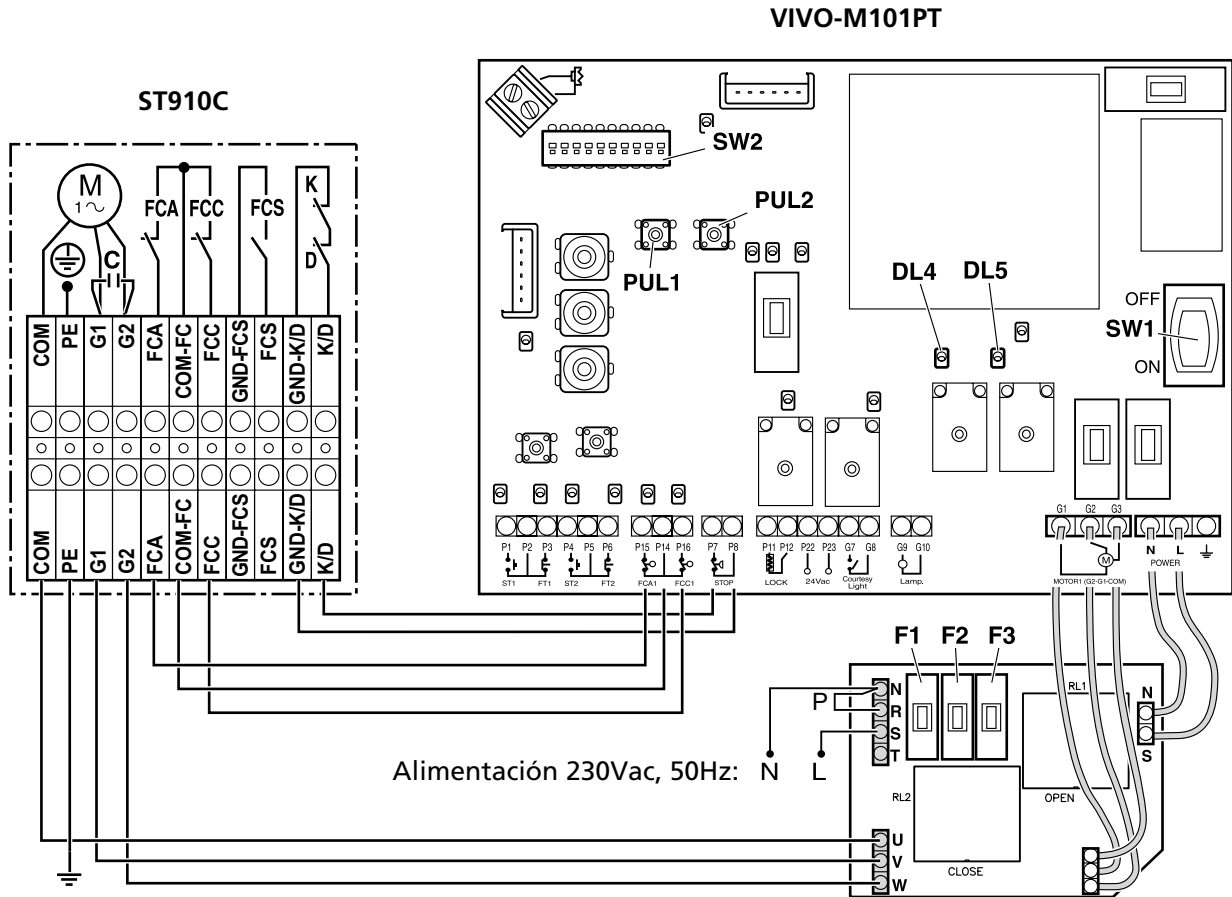 VIVO-M101PT
ST910C
M
1∿
C
FCA
FCC
FCS
K
D
COM
PE
G1
G2
FCA
COM-FC
FCC
GND-FCS
FCS
GND-K/D
K/D
COM
PE
G1
G2
FCA
COM-FC
FCC
GND-FCS
FCS
GND-K/D
K/D
SW2
PUL2
PUL1
DL4
DL5
OFF
SW1
ON
P1 P2 P3 P4 P5 P6
ST1 FT1 ST2 FT2
P15 P14 P16
FCA1 FCC1
P7 P8
STOP
P11 P12 P22 P23 G7 G8
LOCK 24Vac Courtesy
Light
G9 G10
Lamp.
G1 G2 G3
M
MOTOR1 (G2-G1-COM)
N L
POWER
F1 F2 F3
P
N
R
S
T
RL1
OPEN
N
S
Alimentación 230Vac, 50Hz: N L
RL2
CLOSE
U
V
W